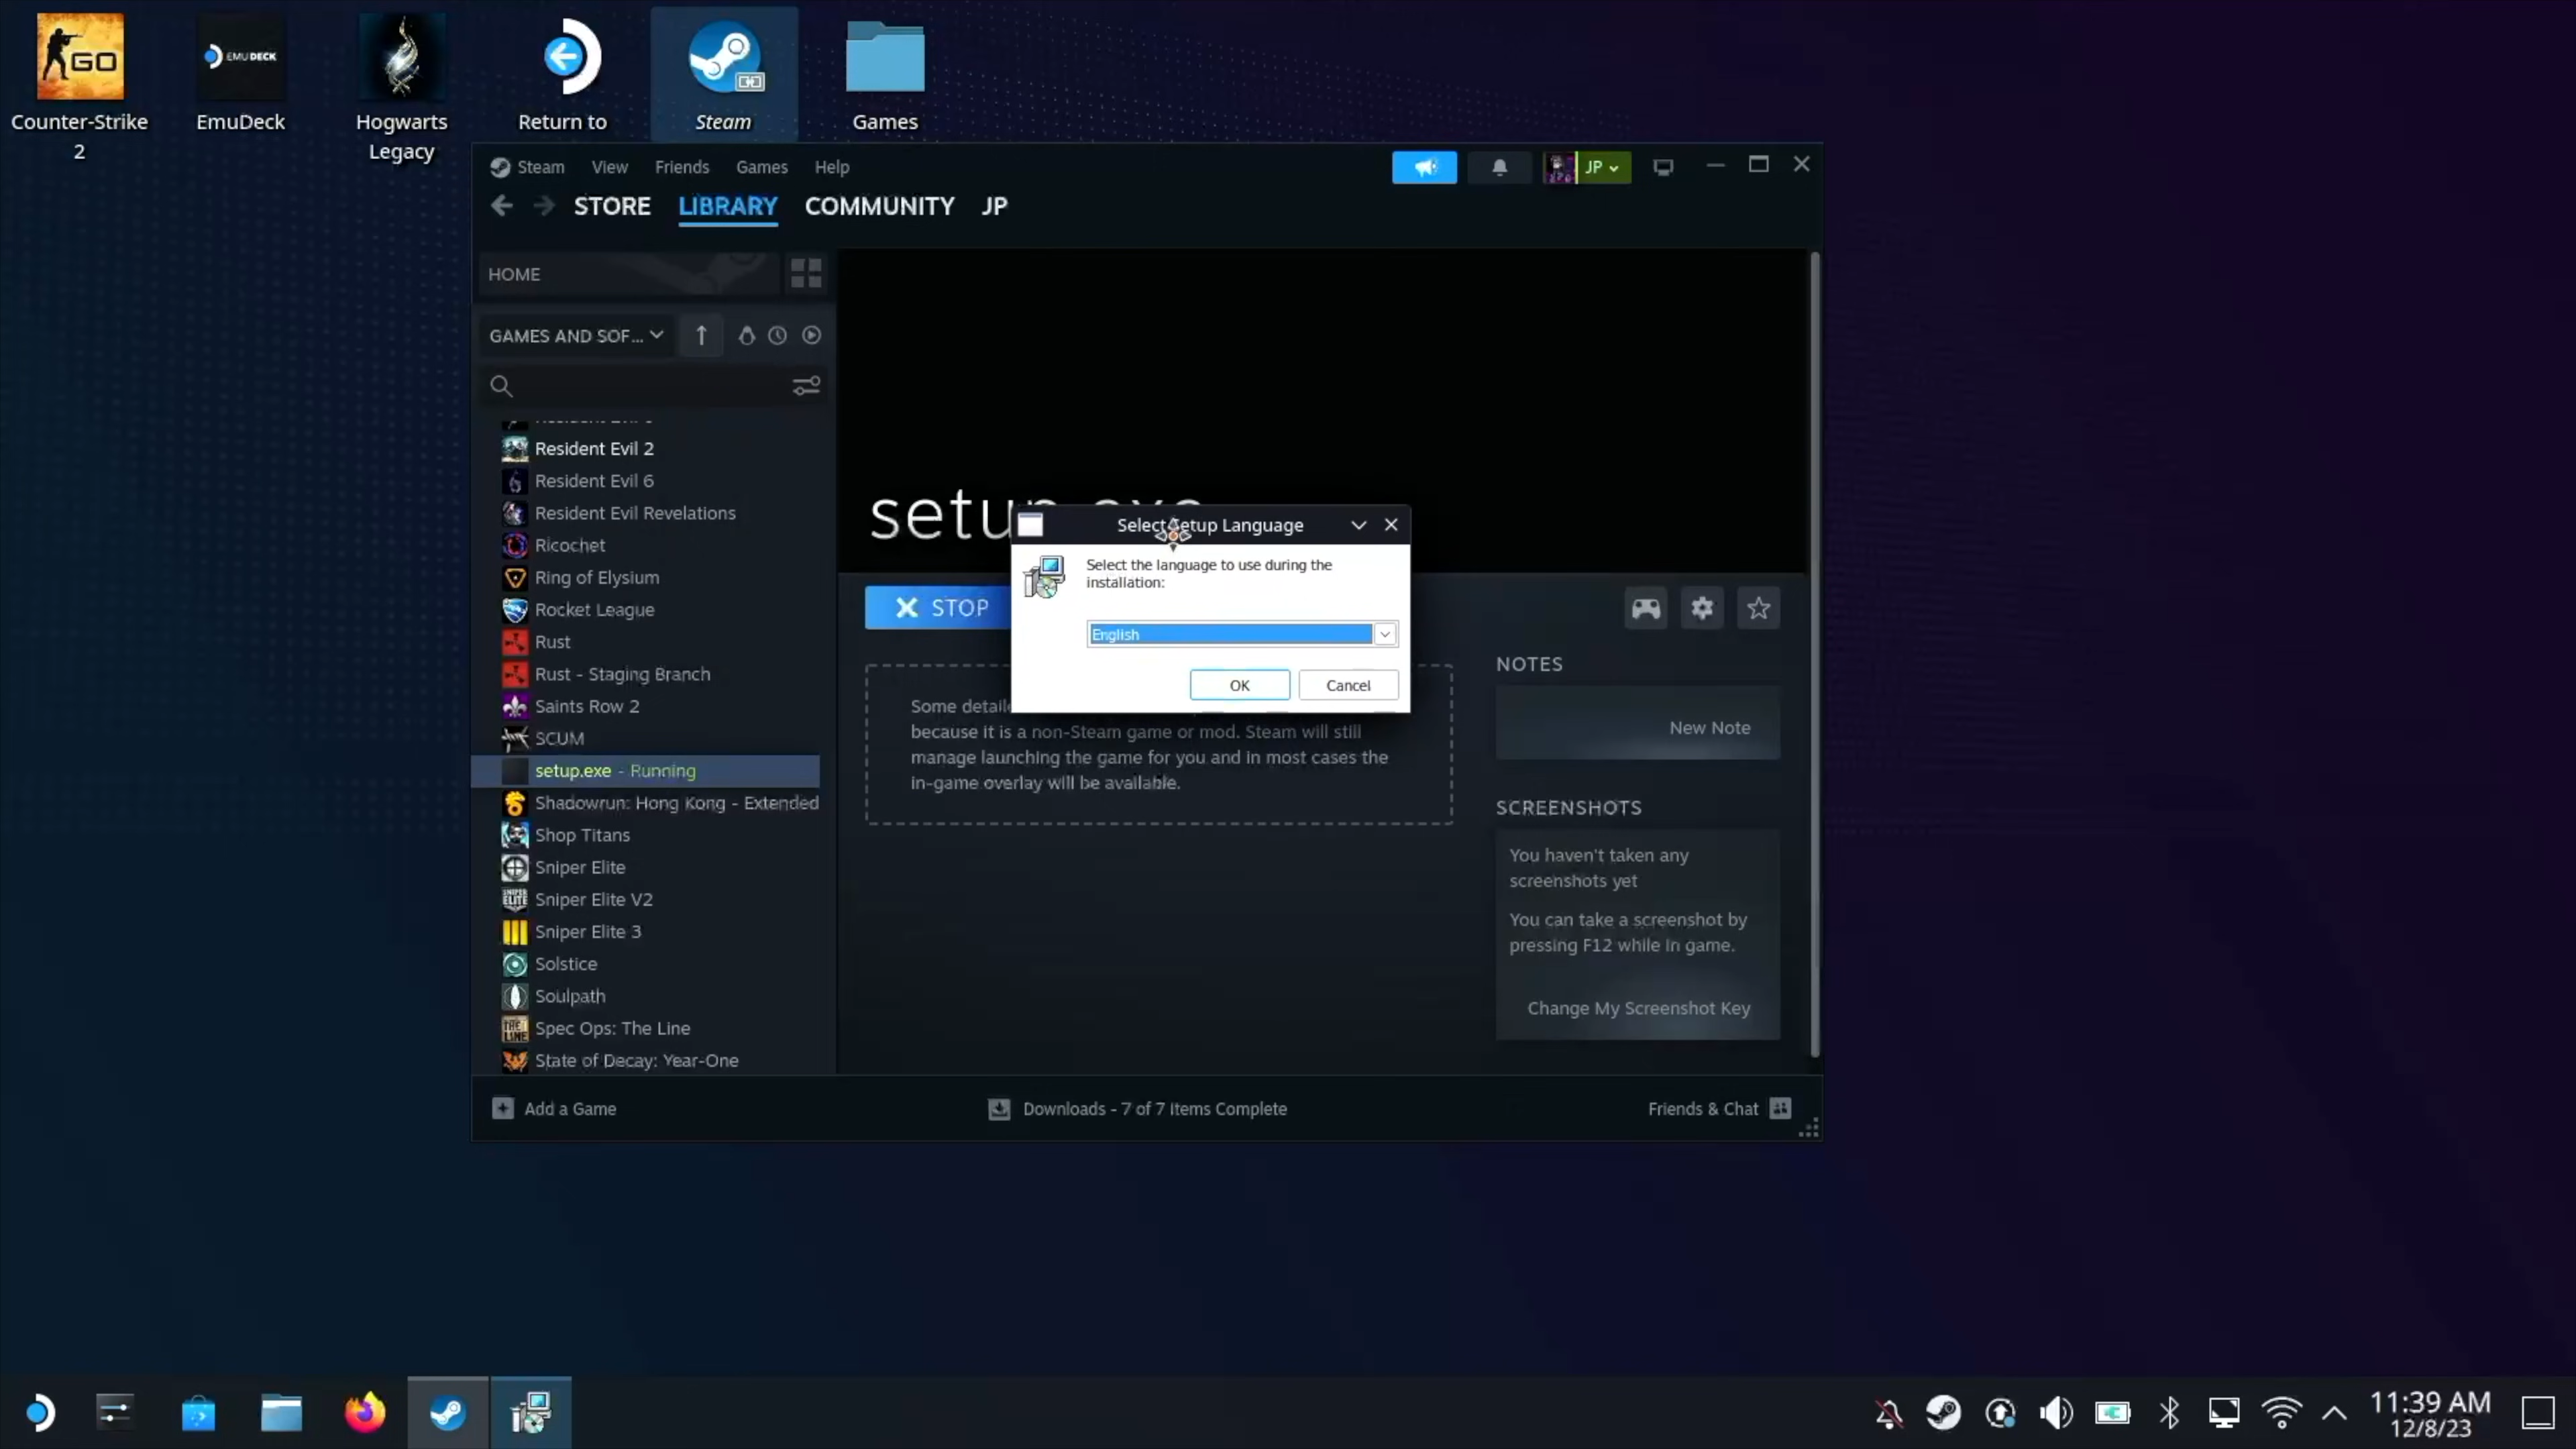 GO
EMUDECK
Counter-Strike
2
EmuDeck
Hogwarts
Legacy
Return to
Steam
Games
Steam View Friends Games Help
JP
STORE LIBRARY COMMUNITY JP
HOME
GAMES AND SOF...
Resident Evil 2
Resident Evil 6
Resident Evil Revelations
Ricochet
Ring of Elysium
Rocket League
Rust
Rust - Staging Branch
Saints Row 2
SCUM
setup.exe - Running
Shadowrun: Hong Kong - Extended
Shop Titans
Sniper Elite
Sniper Elite V2
Sniper Elite 3
Solstice
Soulpath
Spec Ops: The Line
State of Decay: Year-One
Select Setup Language
Select the language to use during the
installation:
English
OK Cancel
STOP
because it is a non-Steam game or mod. Steam will still
manage launching the game for you and in most cases the
in-game overlay will be available.
NOTES
New Note
SCREENSHOTS
You haven't taken any
screenshots yet
You can take a screenshot by
pressing F12 while in game.
Change My Screenshot Key
Add a Game
Downloads - 7 of 7 Items Complete
Friends & Chat
11:39 AM
12/8/23